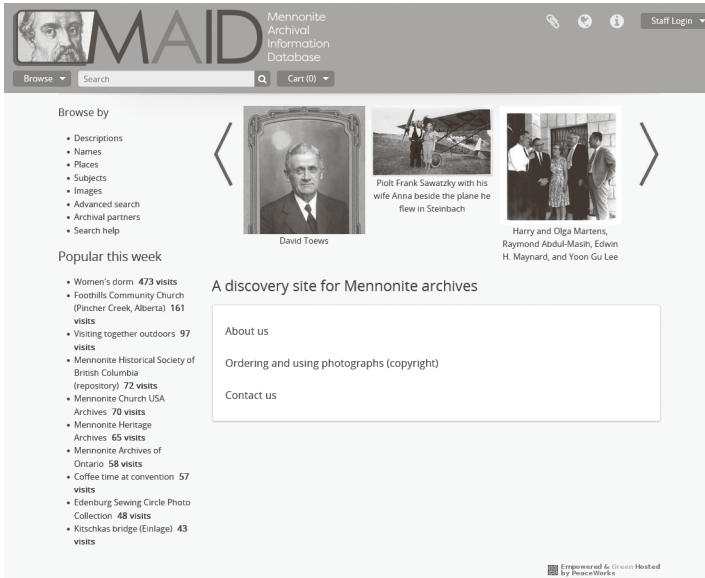 MAID
Mennonite
Archival
Information
Database
Staff Login
Browse
Search
Cart (0)
Browse by
Descriptions
Names
Places
Subjects
Images
Advanced search
Archival partners
Search help
Popular this week
Women's dorm 473 visits
Foothills Community Church
(Pincher Creek, Alberta) 161
visits
Visiting together outdoors 97
visits
Mennonite Historical Society of
British Columbia
(repository) 72 visits
Mennonite Church USA
Archives 70 visits
Mennonite Heritage
Archives 65 visits
Mennonite Archives of
Ontario 58 visits
Coffee time at convention 57
visits
Edenburg Sewing Circle Photo
Collection 48 visits
Kitschkas bridge (Einlage) 43
visits
David Toews
Piolt Frank Sawatzky with his
wife Anna beside the plane he
flew in Steinbach
Harry and Olga Martens,
Raymond Abdul-Masih, Edwin
H. Maynard, and Yoon Gu Lee
A discovery site for Mennonite archives
About us
Ordering and using photographs (copyright)
Contact us
Empowered & Green Hosted
by PeaceWorks